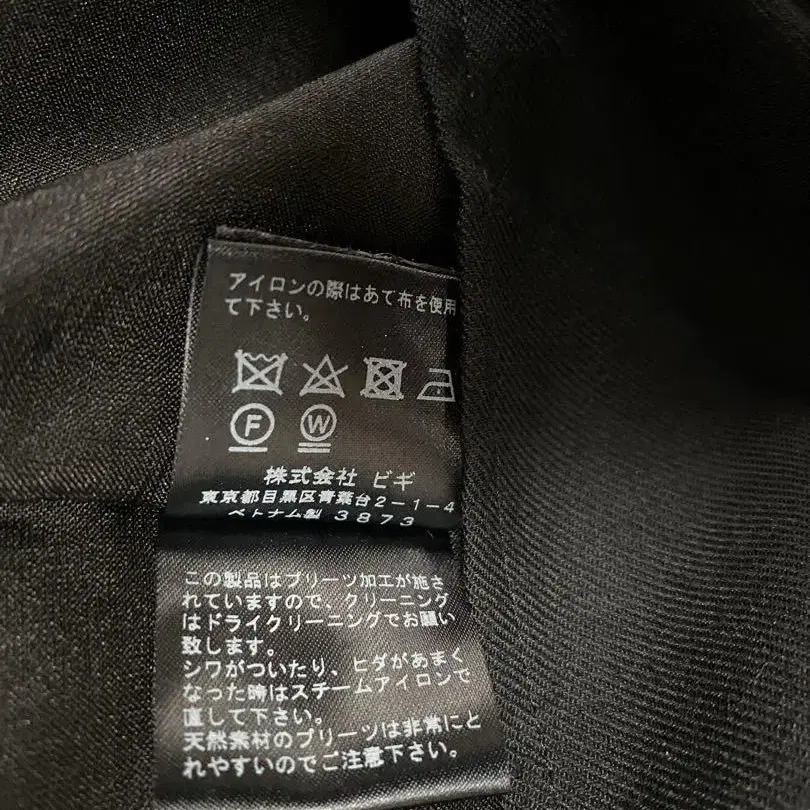 アイロンの際はあて布を使用
て下さい。
F W
株式会社 ビギ
東京都目黒区青葉台2-1-4
ベトナム製 3873
この製品はプリーツ加工が施さ
れていますので、クリーニング
はドライクリーニングでお願い
致します。
シワがついたり、ヒダがあまく
なった時はスチームアイロンで
直して下さい。
天然素材のプリーツは非常にと
れやすいのでご注意下さい。